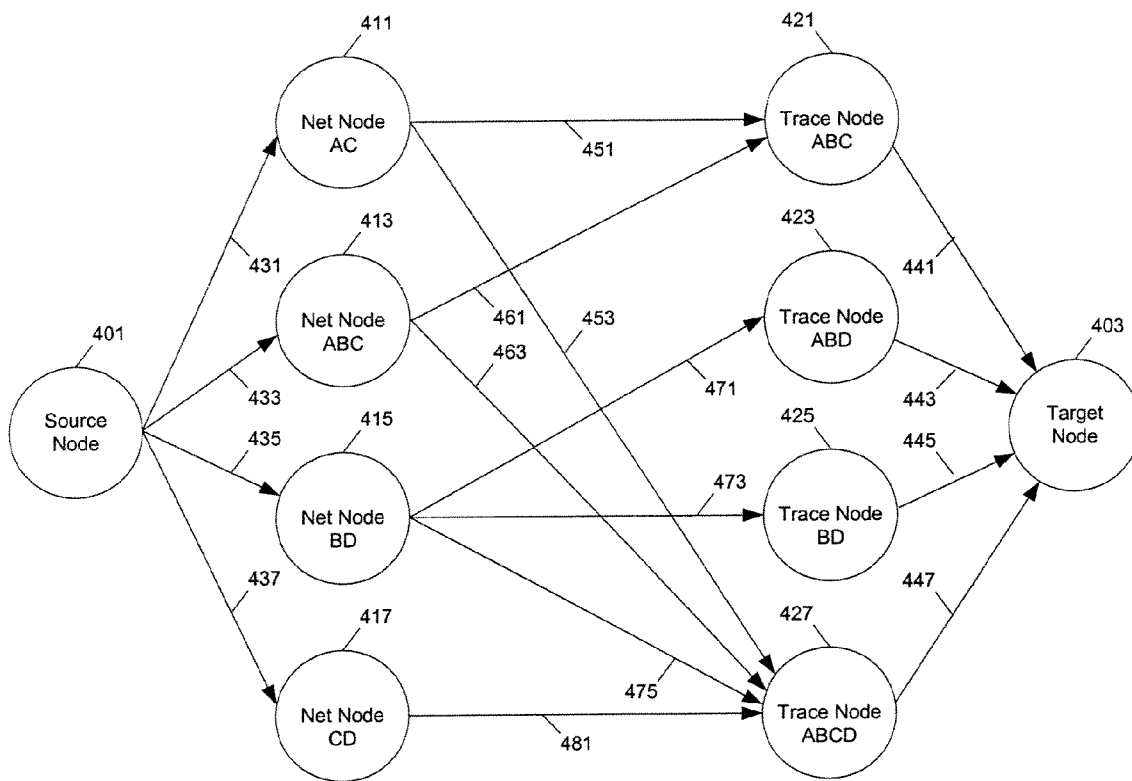 411
421
Net Node
AC
Trace Node
ABC
451
413
423
431
441
401
Net Node
ABC
461
453
Trace Node
ABD
403
433
463
471
443
Source
Node
435
415
425
445
Target
Node
473
Net Node
BD
Trace Node
BD
437
447
417
427
475
Net Node
CD
481
Trace Node
ABCD